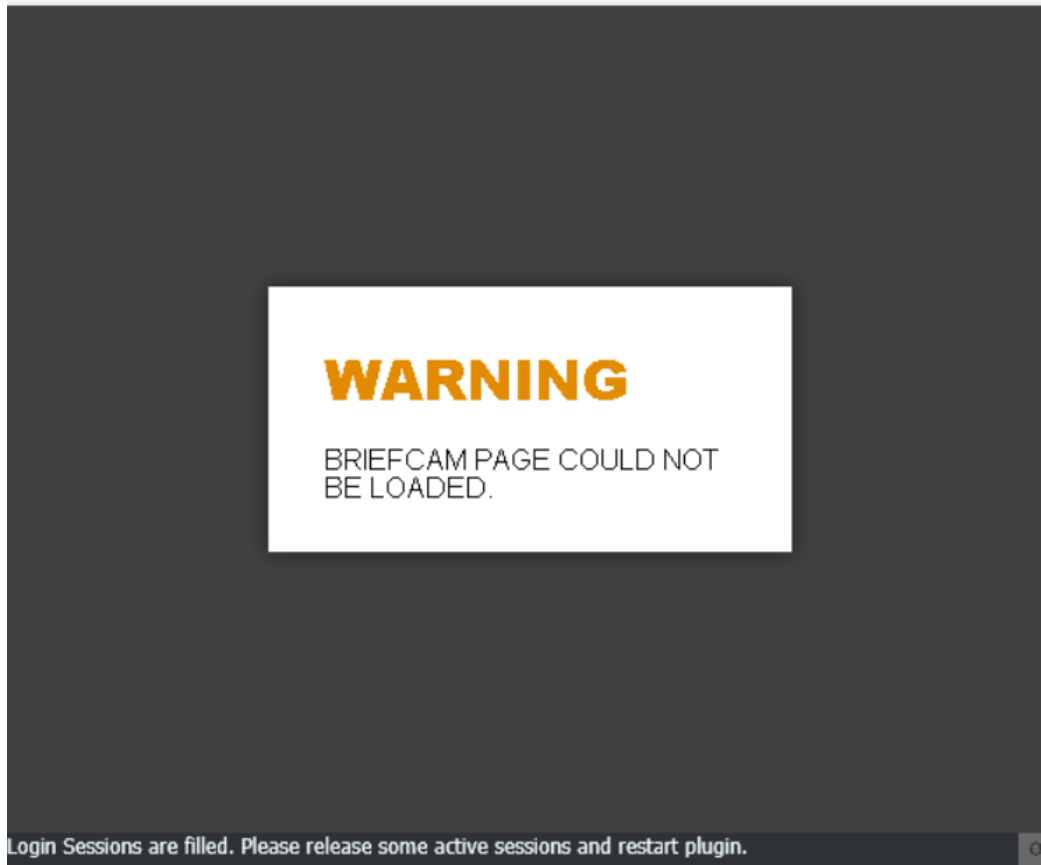 WARNING
BRIEFCAM PAGE COULD NOT
BE LOADED.
Login Sessions are filled. Please release some active sessions and restart plugin.